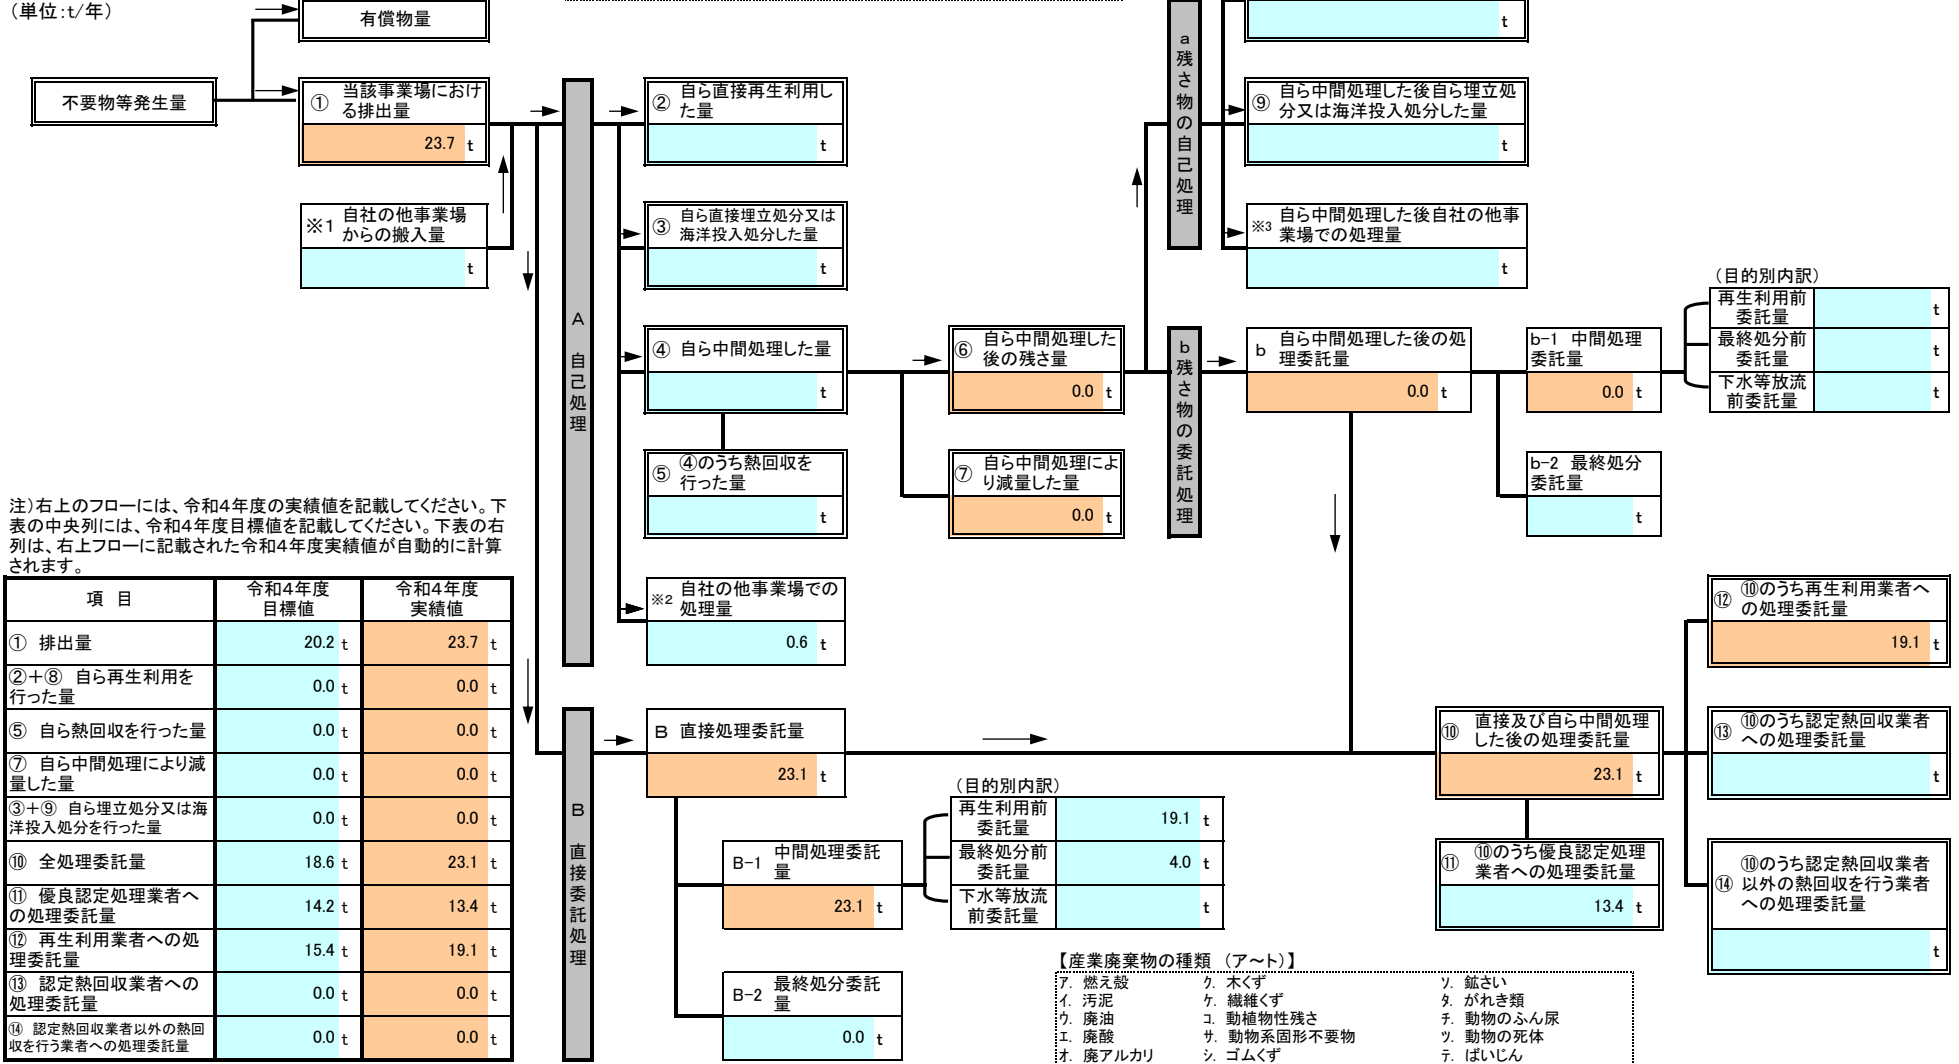 （単位：t/年）
有償物量
t
不要物等発生量
① 当該事業場におけ
る排出量
23.7 t
※1 自社の他事業場
からの搬入量
t
A 自己処理
② 自ら直接再生利用し
た量
t
③ 自ら直接埋立処分又は
海洋投入処分した量
t
④ 自ら中間処理した量
t
⑤ ④のうち熱回収を
行った量
t
※2 自社の他事業場での
処理量
0.6 t
⑥ 自ら中間処理した
後の残さ量
0.0 t
⑦ 自ら中間処理によ
り減量した量
0.0 t
a残さ物の自己処理
⑨ 自ら中間処理した後自ら埋立処
分又は海洋投入処分した量
t
※3 自ら中間処理した後自社の他事
業場での処理量
t
b残さ物の委託処理
b 自ら中間処理した後の処
理委託量
0.0 t
b-1 中間処理
委託量
0.0 t
b-2 最終処分
委託量
t
（目的別内訳）
再生利用前
委託量
t
最終処分前
委託量
t
下水等放流
前委託量
t
注）右上のフローには、令和４年度の実績値を記載してください。下
表の中央列には、令和４年度目標値を記載してください。下表の右
列は、右上フローに記載された令和４年度実績値が自動的に計算
されます。
項 目
令和４年度
目標値
令和４年度
実績値
① 排出量 20.2 t 23.7 t
②＋⑧ 自ら再生利用を
行った量 0.0 t 0.0 t
⑤ 自ら熱回収を行った量 0.0 t 0.0 t
⑦ 自ら中間処理により減
量した量 0.0 t 0.0 t
③＋⑨ 自ら埋立処分又は海
洋投入処分を行った量 0.0 t 0.0 t
⑩ 全処理委託量 18.6 t 23.1 t
⑪ 優良認定処理業者へ
の処理委託量 14.2 t 13.4 t
⑫ 再生利用業者への処
理委託量 15.4 t 19.1 t
⑬ 認定熱回収業者への
処理委託量 0.0 t 0.0 t
⑭ 認定熱回収業者以外の熱回
収を行う業者への処理委託量 0.0 t 0.0 t
B 直接委託処理
B 直接処理委託量
23.1 t
B-1 中間処理委託
量
23.1 t
B-2 最終処分委託
量
0.0 t
（目的別内訳）
再生利用前
委託量
19.1 t
最終処分前
委託量
4.0 t
下水等放流
前委託量
t
⑩ 直接及び自ら中間処理
した後の処理委託量
23.1 t
⑪ ⑩のうち優良認定処理
業者への処理委託量
13.4 t
⑫ ⑩のうち再生利用業者へ
の処理委託量
19.1 t
⑬ ⑩のうち認定熱回収業者
への処理委託量
t
⑭ ⑩のうち認定熱回収業者
以外の熱回収を行う業者
への処理委託量
t
【産業廃棄物の種類 （ア～ト）】
ア. 燃え殻 ク. 木くず ソ. 鉱さい
イ. 汚泥 ケ. 繊維くず タ. がれき類
ウ. 廃油 コ. 動植物性残さ チ. 動物のふん尿
エ. 廃酸 サ. 動物系固形不要物 ツ. 動物の死体
オ. 廃アルカリ シ. ゴムくず テ. ばいじん